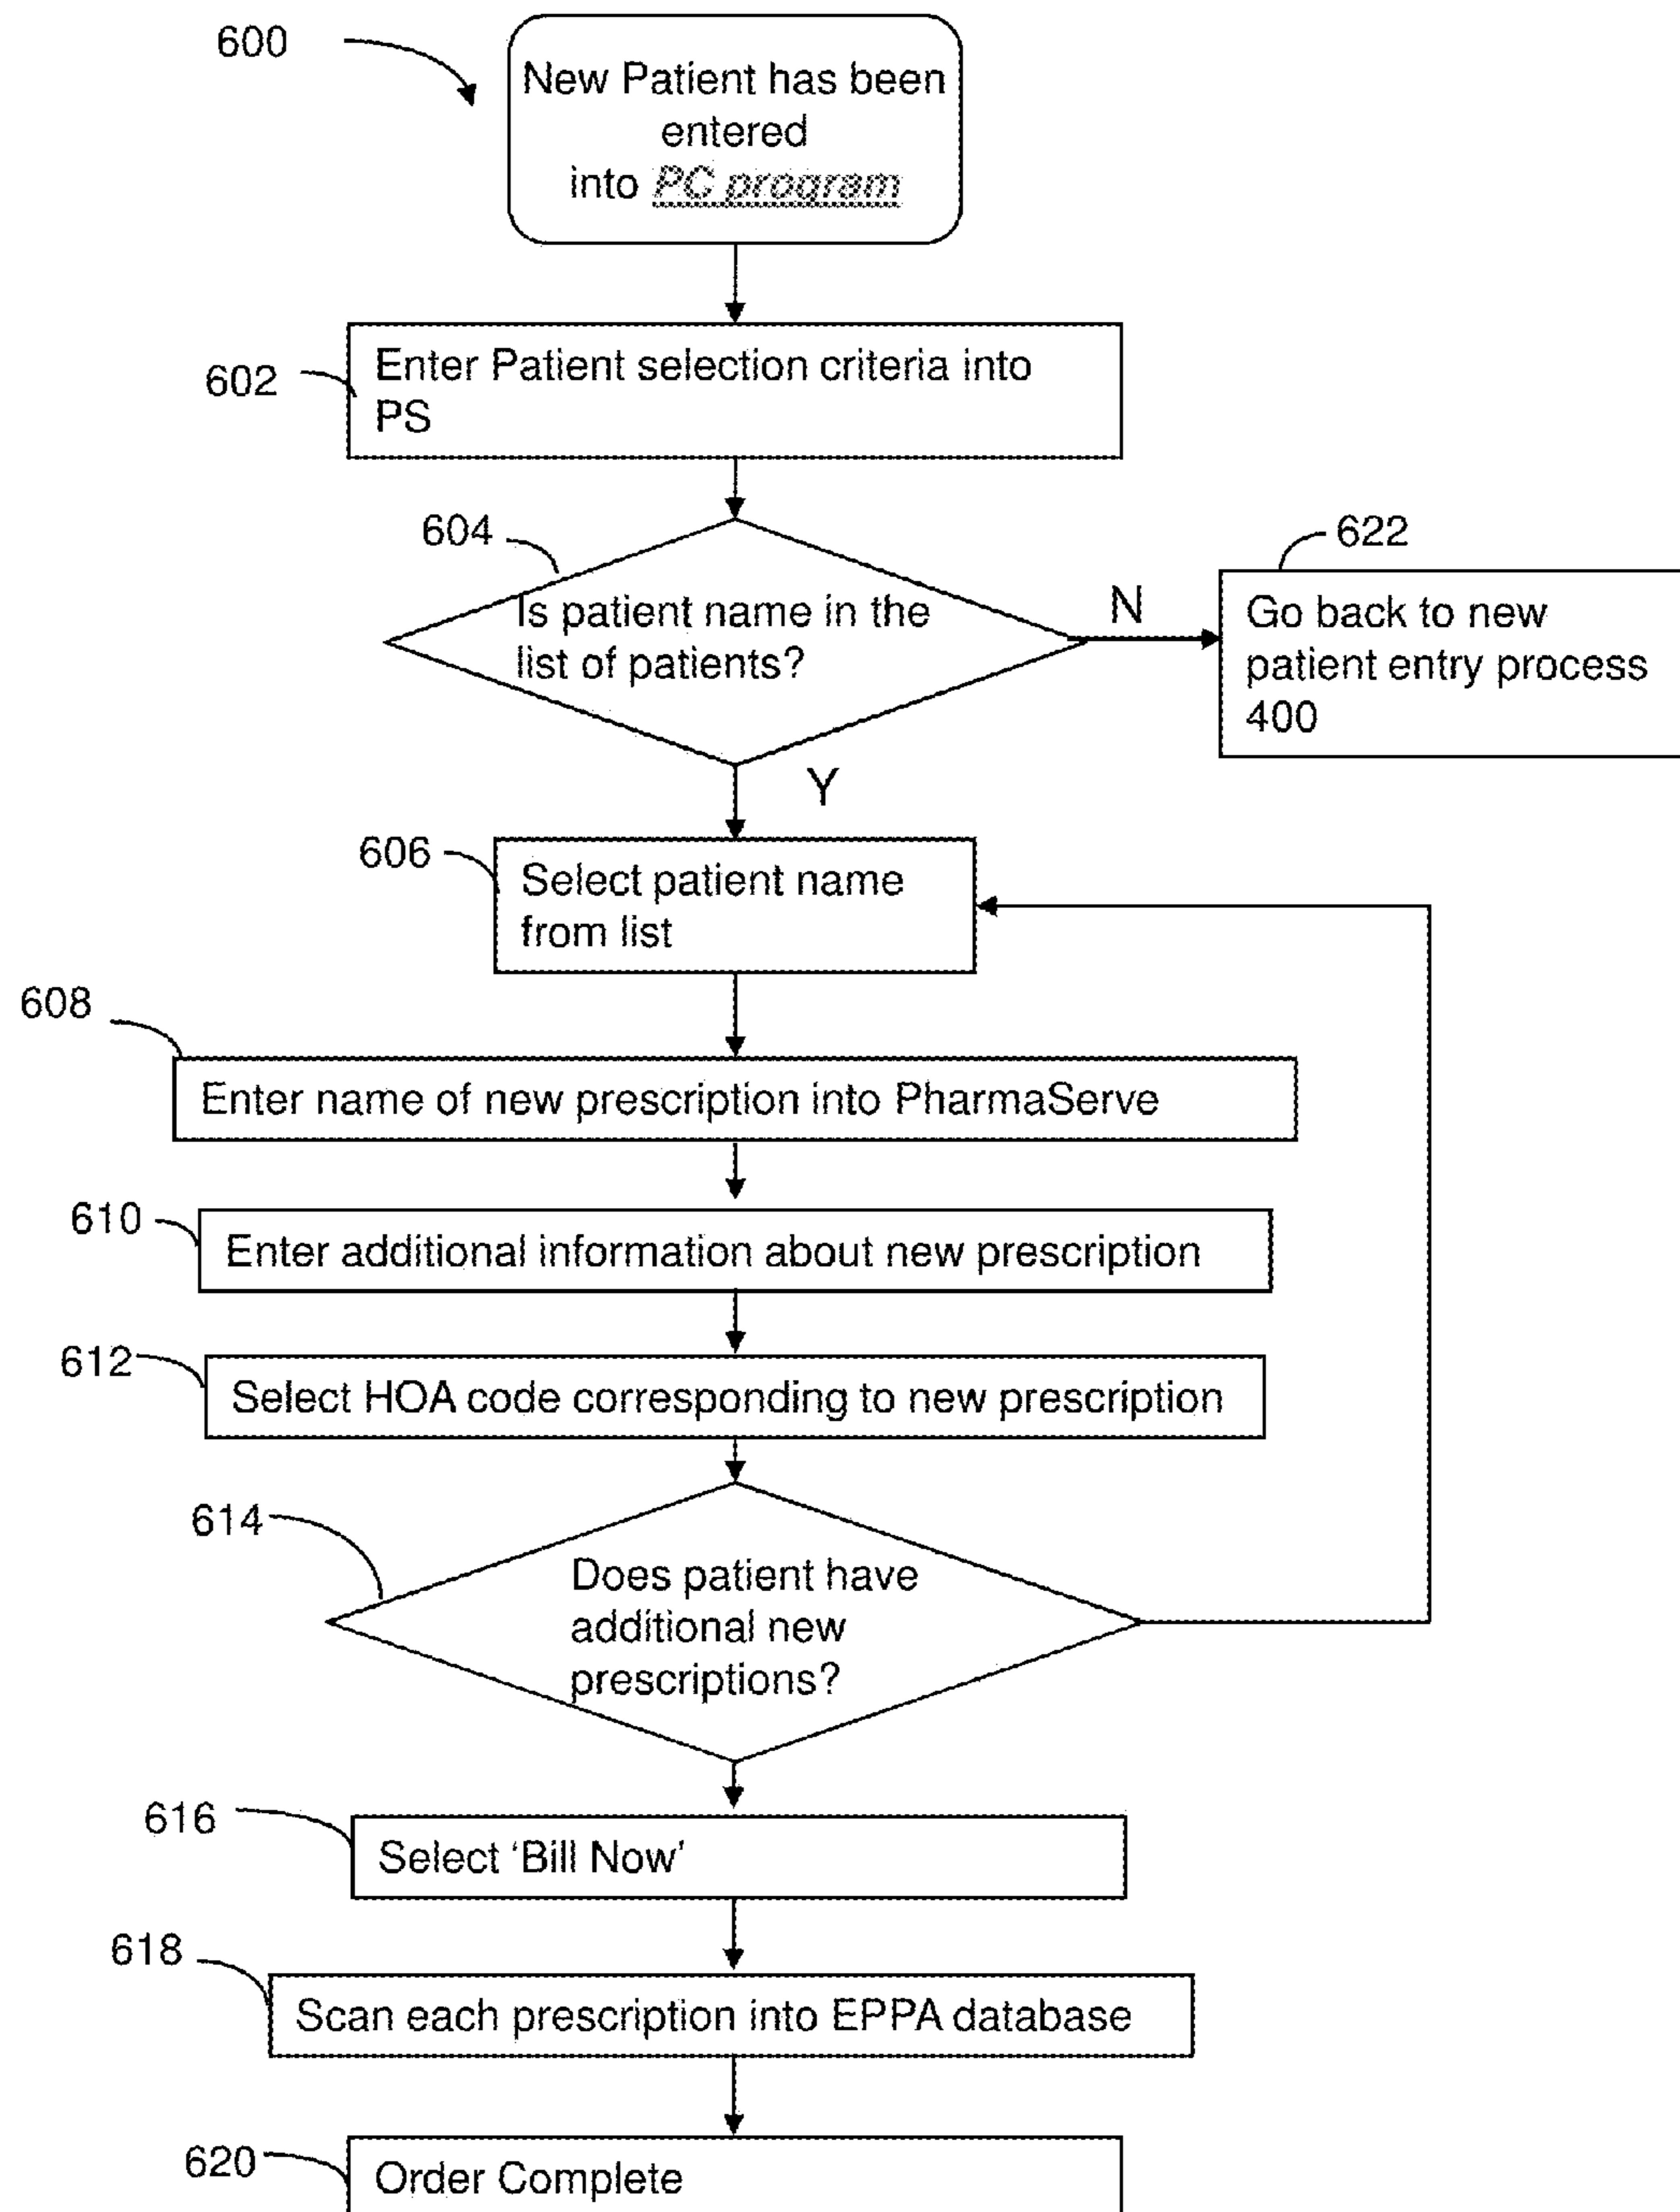 600
New Patient has been
entered
into PC program
602
Enter Patient selection criteria into
PS
604
Is patient name in the
list of patients?
N
622
Go back to new
patient entry process
400
Y
606
Select patient name
from list
608
Enter name of new prescription into PharmaServe
610
Enter additional information about new prescription
612
Select HOA code corresponding to new prescription
614
Does patient have
additional new
prescriptions?
616
Select ‘Bill Now’
618
Scan each prescription into EPPA database
620
Order Complete